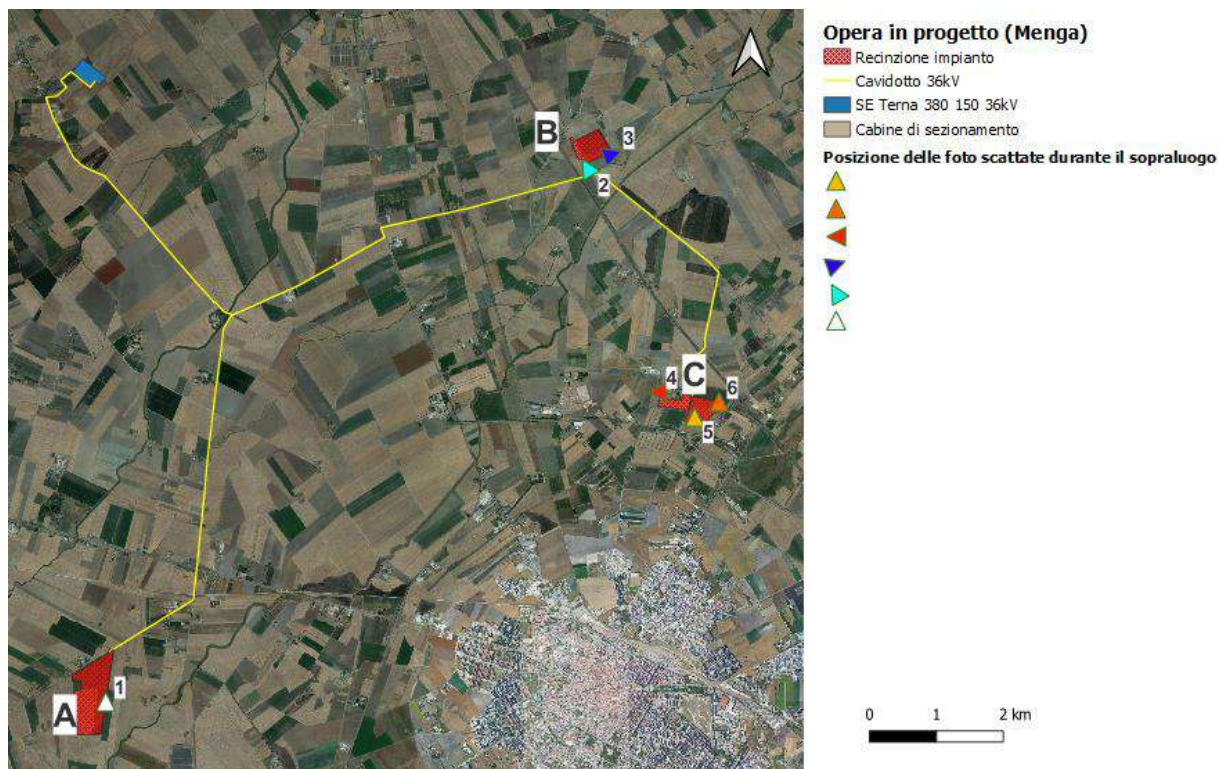 Opera in progetto (Menga)
Recinzione impianto
Cavidotto 36kV
SE Terna 380 150 36kV
Cabine di sezionamento
Posizione delle foto scattate durante il sopraluogo
B
3
2
4
C
6
5
1
A
0 1 2 km